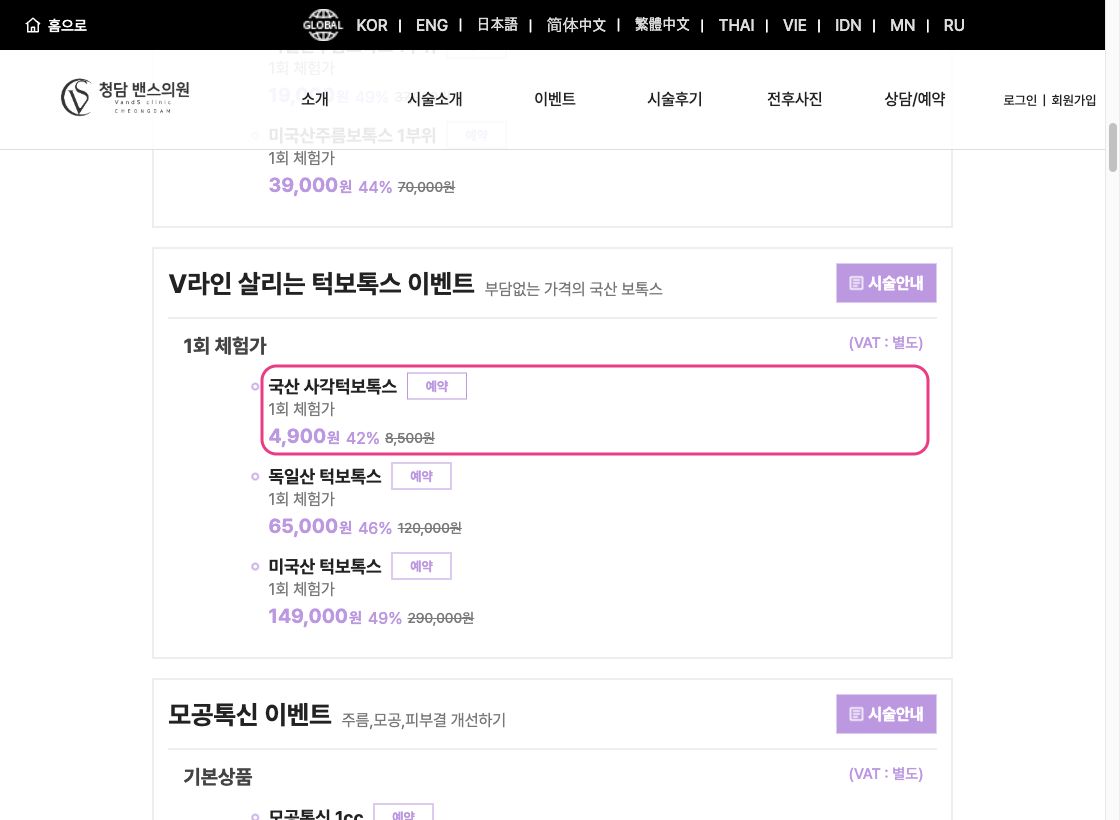 홈으로
GLOBAL KOR | ENG | 日本語 | 简体中文 | 繁體中文 | THAI | VIE | IDN | MN | RU
청담 밴스의원
VandS clinic
CHEONGDAM
소개 시술소개 이벤트 시술후기 전후사진 상담/예약
로그인 | 회원가입
1회 체험가
미국산주름보톡스 1부위 예약
1회 체험가
39,000원 44% 70,000원
V라인 살리는 턱보톡스 이벤트 부담없는 가격의 국산 보톡스 시술안내
1회 체험가 (VAT : 별도)
국산 사각턱보톡스 예약
1회 체험가
4,900원 42% 8,500원
독일산 턱보톡스 예약
1회 체험가
65,000원 46% 120,000원
미국산 턱보톡스 예약
1회 체험가
149,000원 49% 290,000원
모공톡신 이벤트 주름,모공,피부결 개선하기 시술안내
기본상품 (VAT : 별도)
모공톡신 1cc 예약